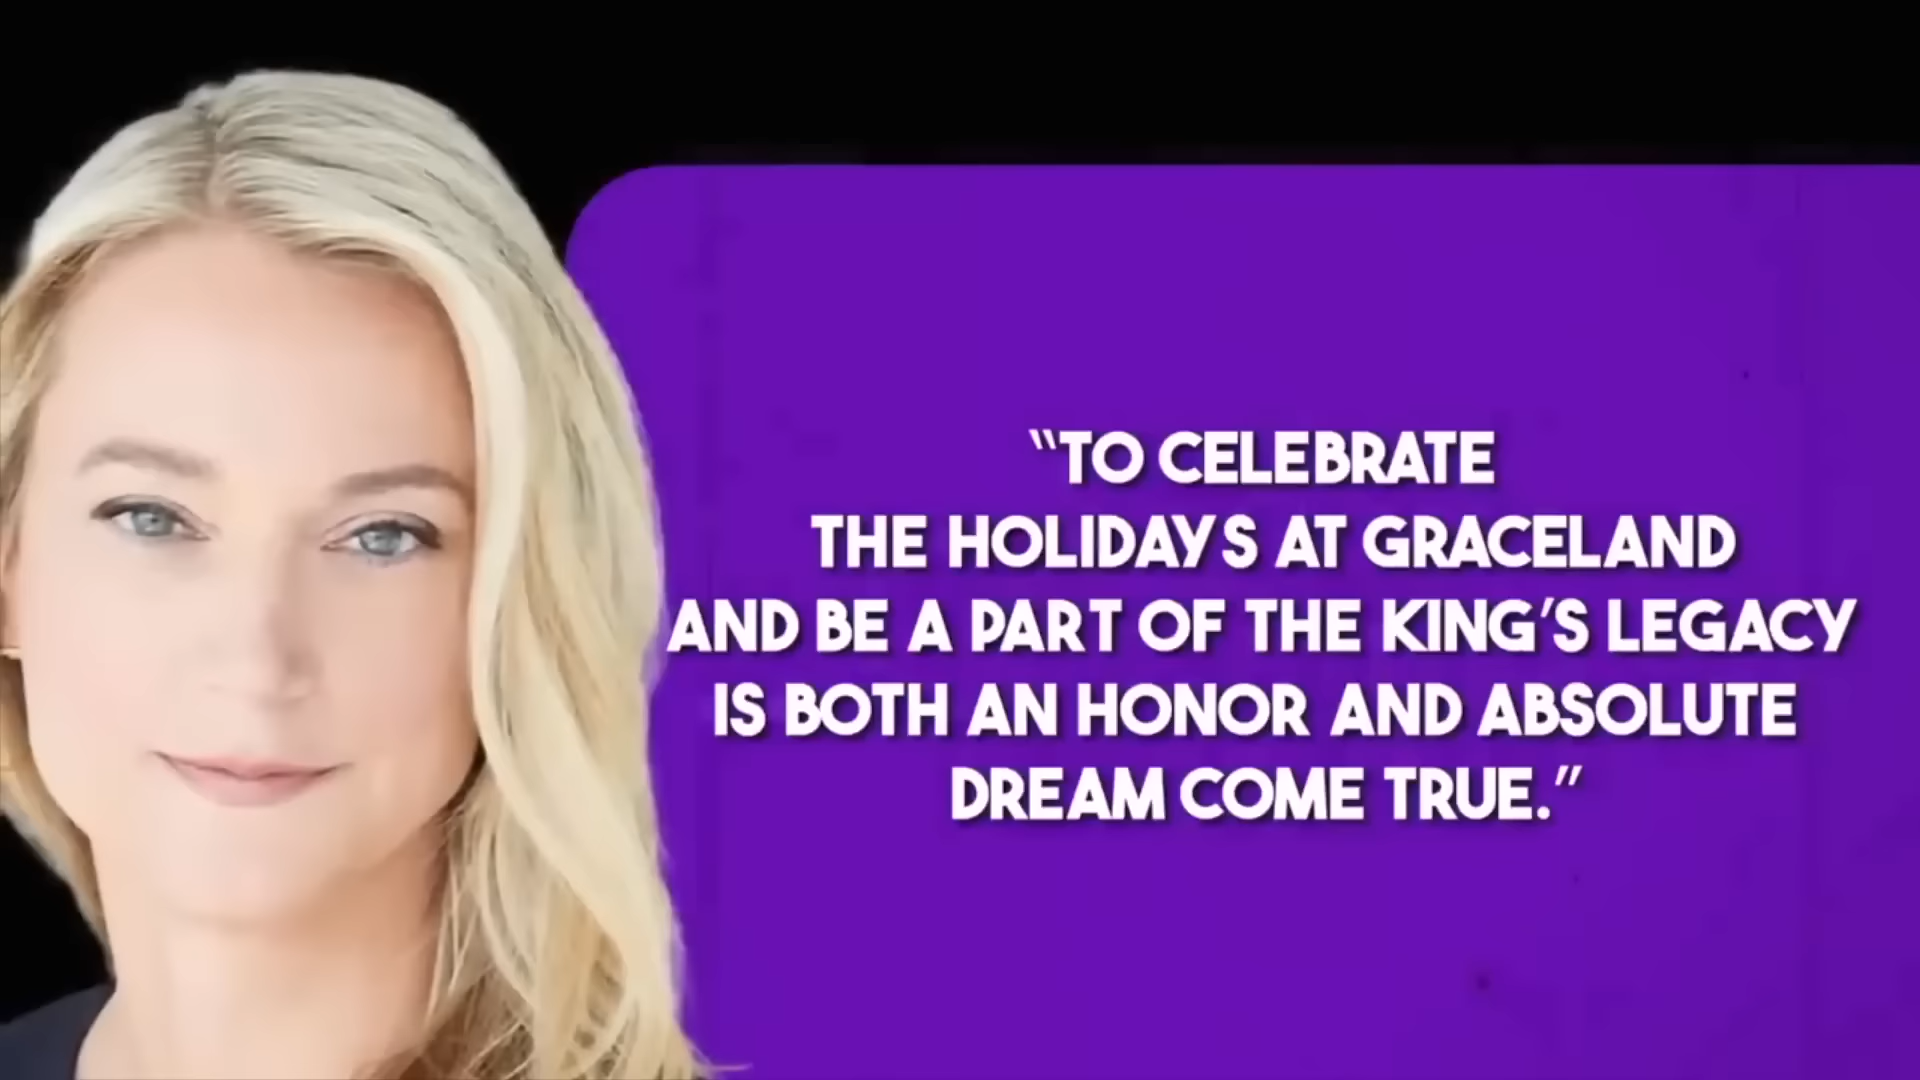 “TO CELEBRATE
THE HOLIDAYS AT GRACELAND
AND BE A PART OF THE KING’S LEGACY
IS BOTH AN HONOR AND ABSOLUTE
DREAM COME TRUE.”